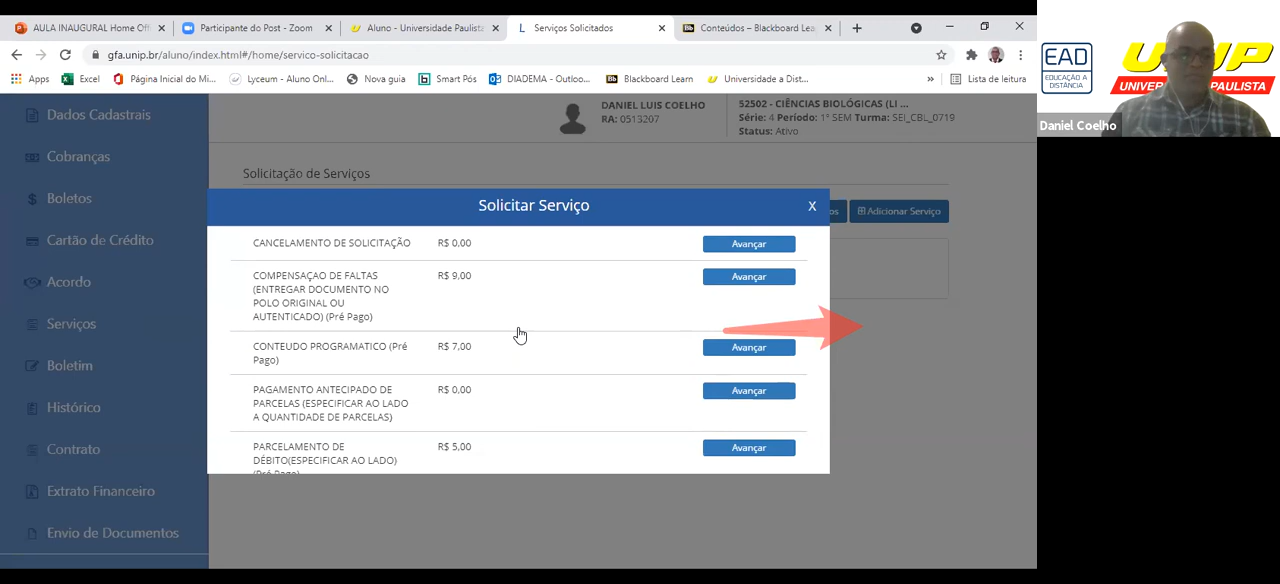 AULA INAUGURAL Home Offi
Participante do Post - Zoom
Aluno - Universidade Paulista
Serviços Solicitados
Conteúdos – Blackboard Lea
gfa.unip.br/aluno/index.html#/home/servico-solicitacao
Apps
Excel
Página Inicial do Mi...
Lyceum - Aluno Onl...
Nova guia
Smart Pós
DIADEMA - Outloo...
Blackboard Learn
Universidade a Dist...
»
Lista de leitura
Dados Cadastrais
Cobranças
Boletos
Cartão de Crédito
Acordo
Serviços
Boletim
Histórico
Contrato
Extrato Financeiro
Envio de Documentos
DANIEL LUIS COELHO
RA: 0513207
52502 - CIÊNCIAS BIOLÓGICAS (LI ...
Série: 4 Período: 1º SEM Turma: SEI_CBL_0719
Status: Ativo
Solicitação de Serviços
os
Adicionar Serviço
Solicitar Serviço
X
CANCELAMENTO DE SOLICITAÇÃO R$ 0,00 Avançar
COMPENSAÇAO DE FALTAS R$ 9,00 Avançar
(ENTREGAR DOCUMENTO NO
POLO ORIGINAL OU
AUTENTICADO) (Pré Pago)
CONTEUDO PROGRAMATICO (Pré R$ 7,00 Avançar
Pago)
PAGAMENTO ANTECIPADO DE R$ 0,00 Avançar
PARCELAS (ESPECIFICAR AO LADO
A QUANTIDADE DE PARCELAS)
PARCELAMENTO DE R$ 5,00 Avançar
DÉBITO(ESPECIFICAR AO LADO)
(Pré Pago)
EAD
EDUCAÇÃO A
DISTÂNCIA
UNIP
Daniel Coelho